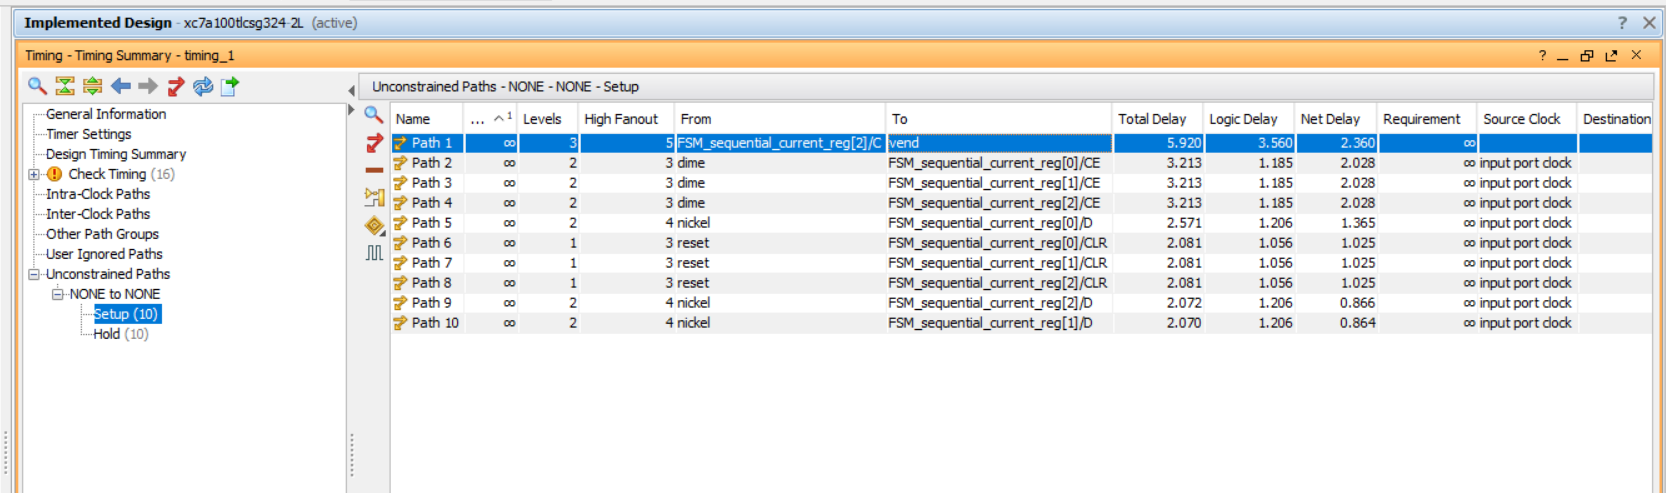 Implemented Design - xc7a100tlcsg324-2L (active)
? ×
Timing - Timing Summary - timing_1
? ×
General Information
Timer Settings
Design Timing Summary
Check Timing (16)
Intra-Clock Paths
Inter-Clock Paths
Other Path Groups
User Ignored Paths
Unconstrained Paths
NONE to NONE
Setup (10)
Hold (10)
Unconstrained Paths - NONE - NONE - Setup
Name ... ^1 Levels High Fanout From To Total Delay Logic Delay Net Delay Requirement Source Clock Destination
Path 1 ∞ 3 5 FSM_sequential_current_reg[2]/C vend 5.920 3.560 2.360 ∞
Path 2 ∞ 2 3 dime FSM_sequential_current_reg[0]/CE 3.213 1.185 2.028 ∞ input port clock
Path 3 ∞ 2 3 dime FSM_sequential_current_reg[1]/CE 3.213 1.185 2.028 ∞ input port clock
Path 4 ∞ 2 3 dime FSM_sequential_current_reg[2]/CE 3.213 1.185 2.028 ∞ input port clock
Path 5 ∞ 2 4 nickel FSM_sequential_current_reg[0]/D 2.571 1.206 1.365 ∞ input port clock
Path 6 ∞ 1 3 reset FSM_sequential_current_reg[0]/CLR 2.081 1.056 1.025 ∞ input port clock
Path 7 ∞ 1 3 reset FSM_sequential_current_reg[1]/CLR 2.081 1.056 1.025 ∞ input port clock
Path 8 ∞ 1 3 reset FSM_sequential_current_reg[2]/CLR 2.081 1.056 1.025 ∞ input port clock
Path 9 ∞ 2 4 nickel FSM_sequential_current_reg[2]/D 2.072 1.206 0.866 ∞ input port clock
Path 10 ∞ 2 4 nickel FSM_sequential_current_reg[1]/D 2.070 1.206 0.864 ∞ input port clock